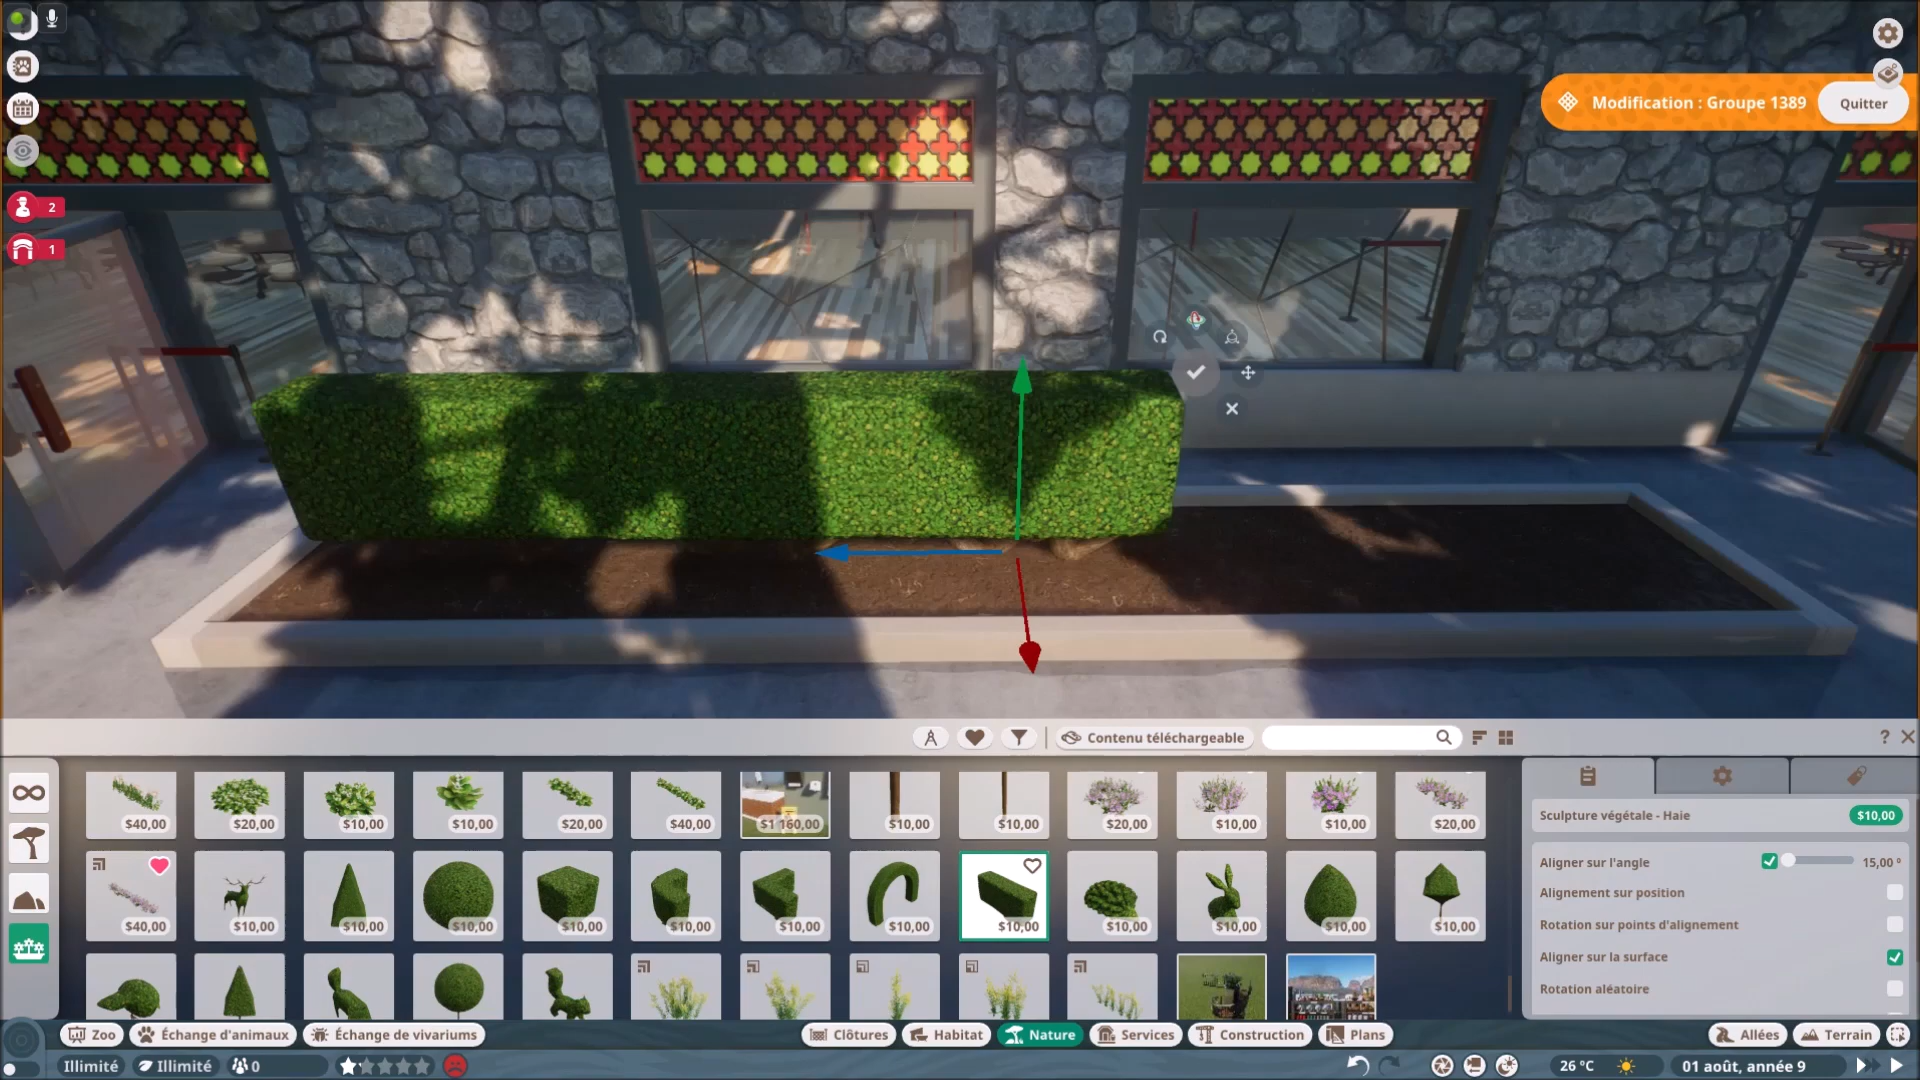 Modification : Groupe 1389
Quitter
2
1
Contenu téléchargeable
?
$40,00
$20,00
$10,00
$10,00
$20,00
$40,00
$1 160,00
$10,00
$10,00
$20,00
$10,00
$10,00
$20,00
$40,00
$10,00
$10,00
$10,00
$10,00
$10,00
$10,00
$10,00
$10,00
$10,00
$10,00
$10,00
$10,00
Sculpture végétale - Haie
$10,00
Aligner sur l'angle
15,00 °
Alignement sur position
Rotation sur points d'alignement
Aligner sur la surface
Rotation aléatoire
Zoo
Échange d'animaux
Échange de vivariums
Clôtures
Habitat
Nature
Services
Construction
Plans
Allées
Terrain
Illimité
Illimité
0
26 °C
01 août, année 9